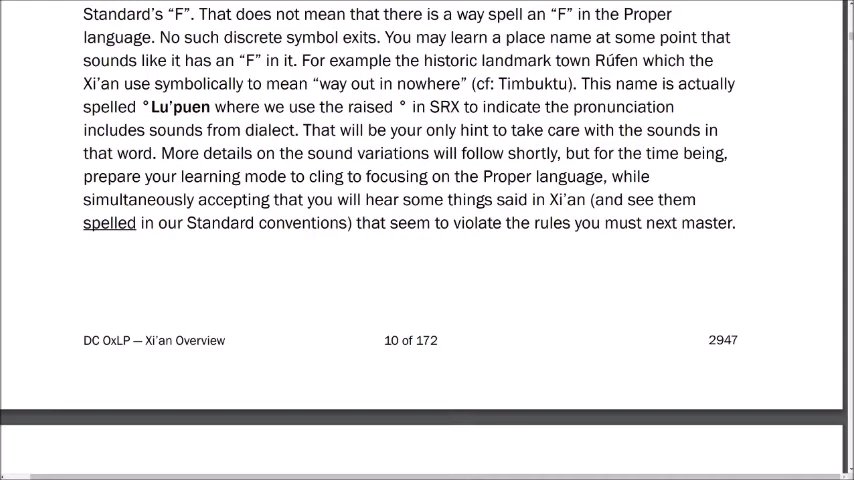 Standard’s “F”. That does not mean that there is a way spell an “F” in the Proper
language. No such discrete symbol exits. You may learn a place name at some point that
sounds like it has an “F” in it. For example the historic landmark town Rúfen which the
Xi’an use symbolically to mean “way out in nowhere” (cf: Timbuktu). This name is actually
spelled °Lu’puen where we use the raised ° in SRX to indicate the pronunciation
includes sounds from dialect. That will be your only hint to take care with the sounds in
that word. More details on the sound variations will follow shortly, but for the time being,
prepare your learning mode to cling to focusing on the Proper language, while
simultaneously accepting that you will hear some things said in Xi’an (and see them
spelled in our Standard conventions) that seem to violate the rules you must next master.
DC OxLP — Xi’an Overview 10 of 172 2947